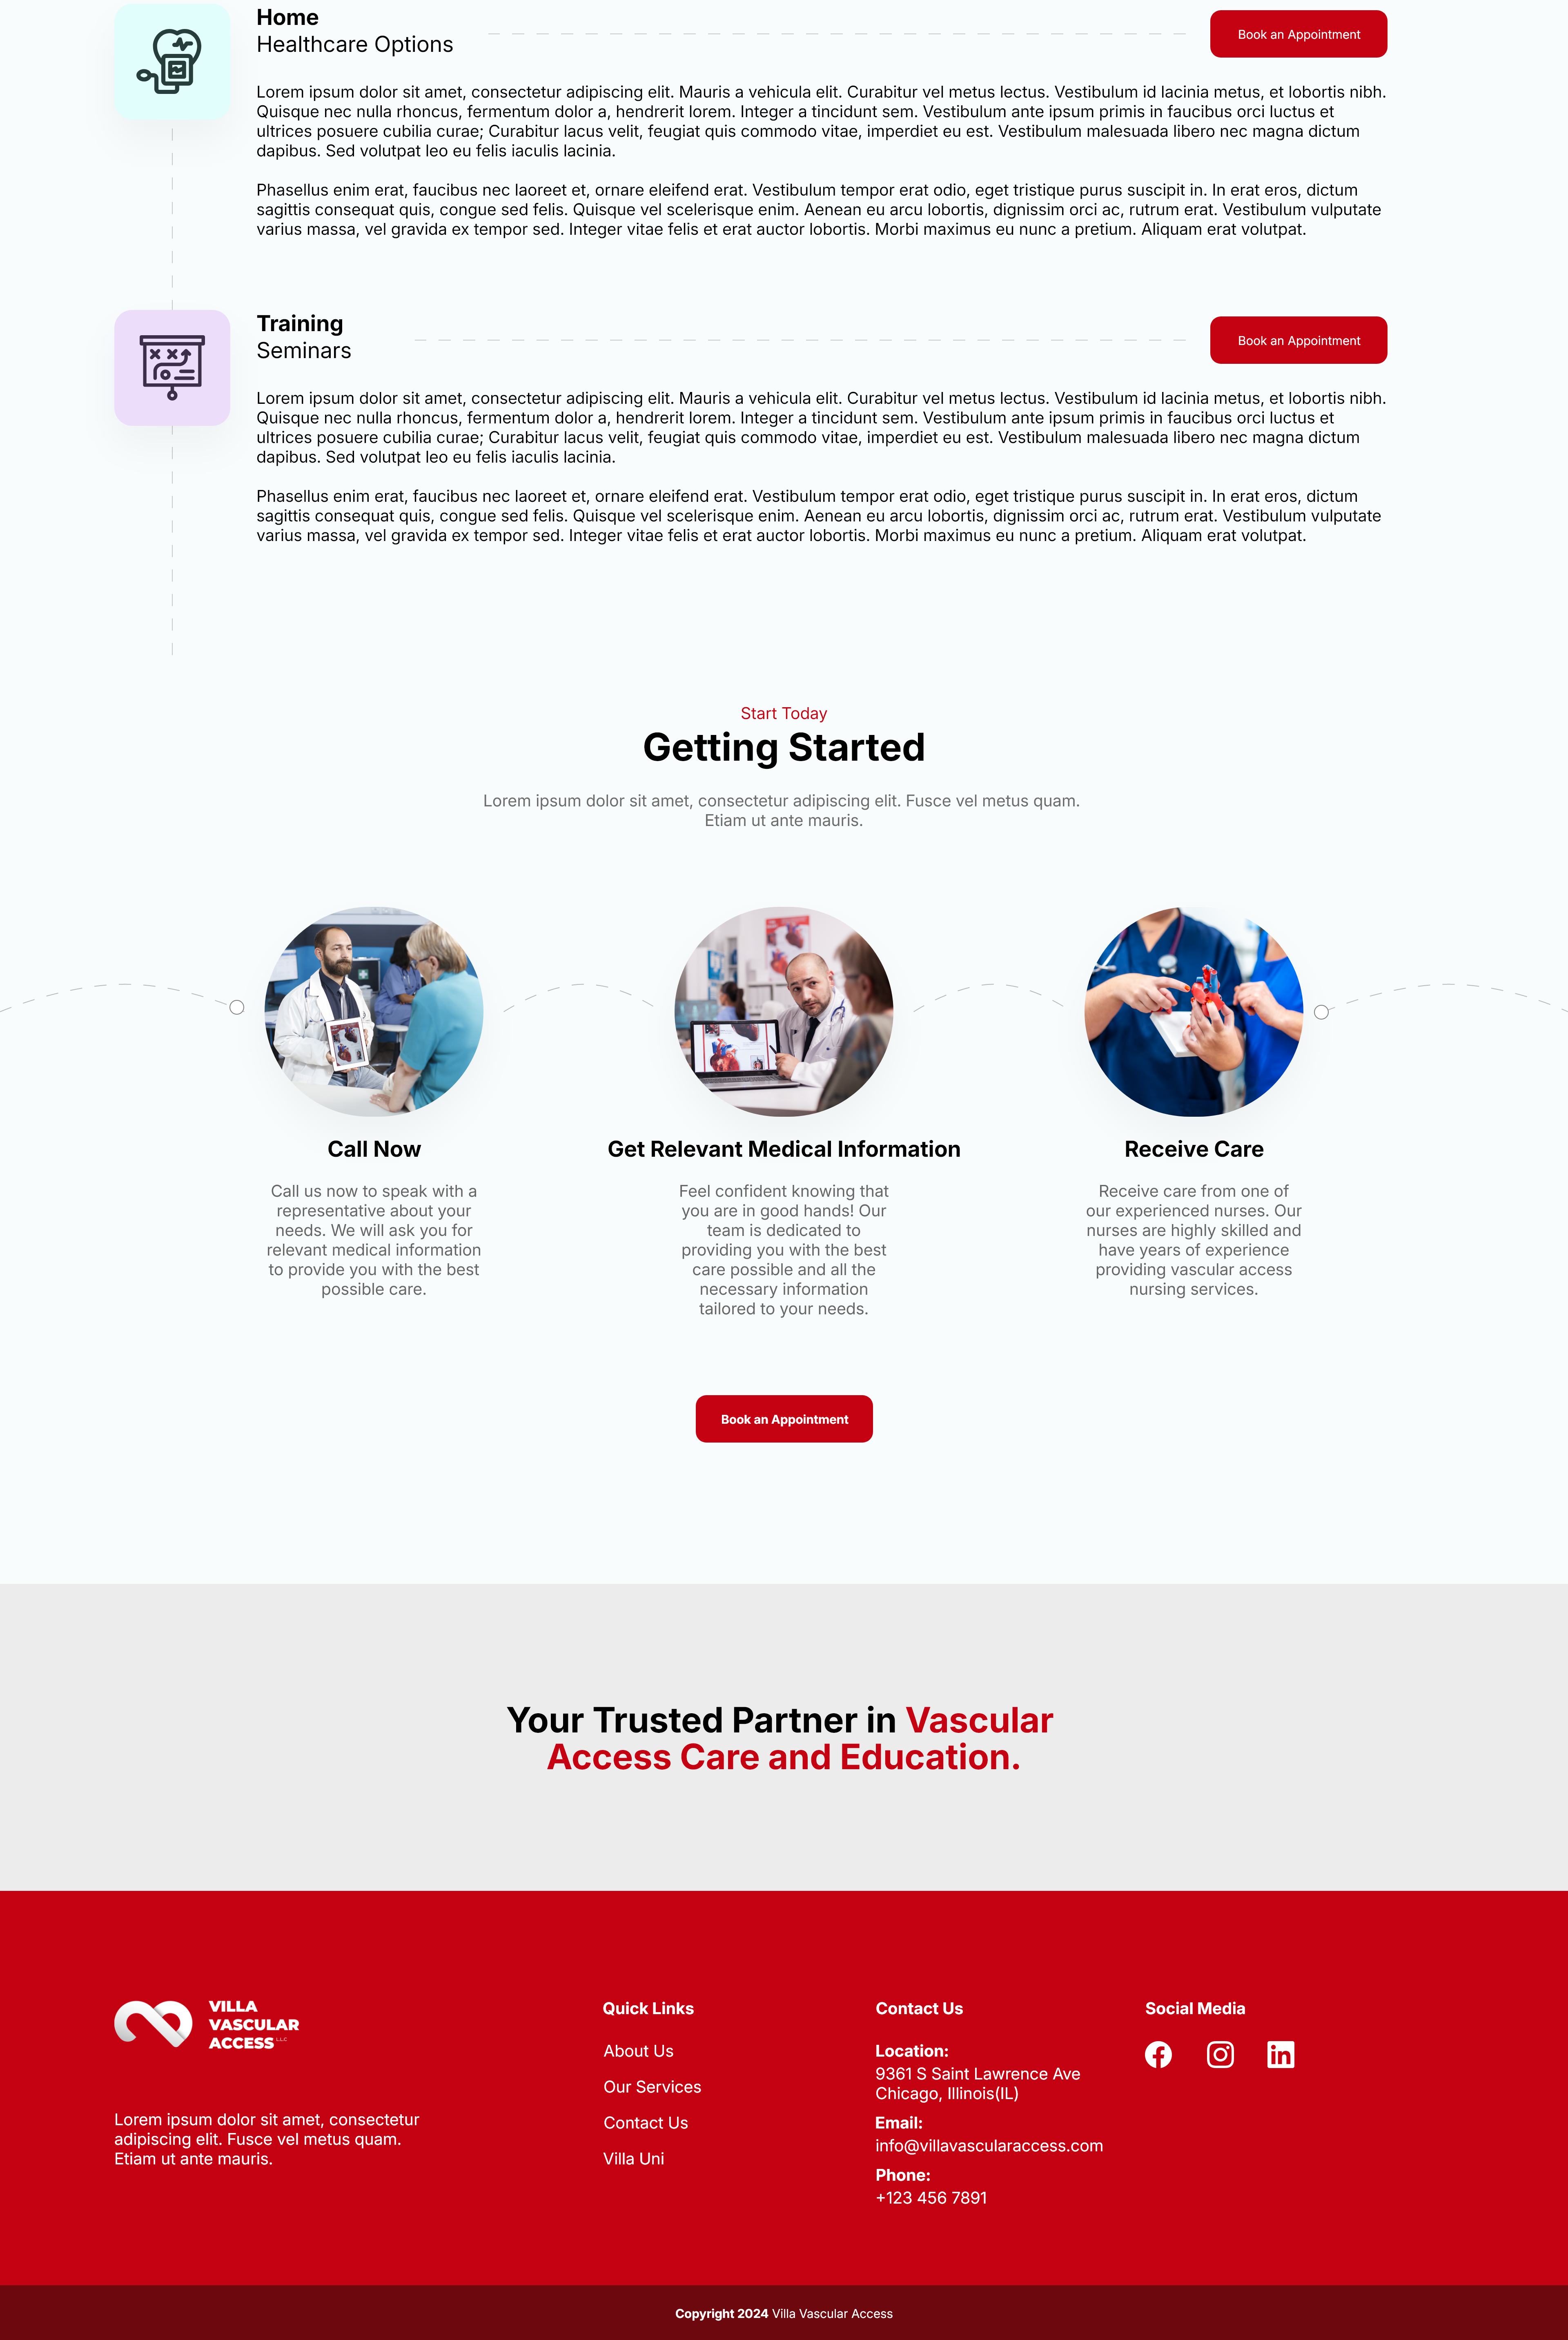 Home
Healthcare Options
Book an Appointment
Lorem ipsum dolor sit amet, consectetur adipiscing elit. Mauris a vehicula elit. Curabitur vel metus lectus. Vestibulum id lacinia metus, et lobortis nibh.
Quisque nec nulla rhoncus, fermentum dolor a, hendrerit lorem. Integer a tincidunt sem. Vestibulum ante ipsum primis in faucibus orci luctus et
ultrices posuere cubilia curae; Curabitur lacus velit, feugiat quis commodo vitae, imperdiet eu est. Vestibulum malesuada libero nec magna dictum
dapibus. Sed volutpat leo eu felis iaculis lacinia.
Phasellus enim erat, faucibus nec laoreet et, ornare eleifend erat. Vestibulum tempor erat odio, eget tristique purus suscipit in. In erat eros, dictum
sagittis consequat quis, congue sed felis. Quisque vel scelerisque enim. Aenean eu arcu lobortis, dignissim orci ac, rutrum erat. Vestibulum vulputate
varius massa, vel gravida ex tempor sed. Integer vitae felis et erat auctor lobortis. Morbi maximus eu nunc a pretium. Aliquam erat volutpat.
Training
Seminars
Book an Appointment
Lorem ipsum dolor sit amet, consectetur adipiscing elit. Mauris a vehicula elit. Curabitur vel metus lectus. Vestibulum id lacinia metus, et lobortis nibh.
Quisque nec nulla rhoncus, fermentum dolor a, hendrerit lorem. Integer a tincidunt sem. Vestibulum ante ipsum primis in faucibus orci luctus et
ultrices posuere cubilia curae; Curabitur lacus velit, feugiat quis commodo vitae, imperdiet eu est. Vestibulum malesuada libero nec magna dictum
dapibus. Sed volutpat leo eu felis iaculis lacinia.
Phasellus enim erat, faucibus nec laoreet et, ornare eleifend erat. Vestibulum tempor erat odio, eget tristique purus suscipit in. In erat eros, dictum
sagittis consequat quis, congue sed felis. Quisque vel scelerisque enim. Aenean eu arcu lobortis, dignissim orci ac, rutrum erat. Vestibulum vulputate
varius massa, vel gravida ex tempor sed. Integer vitae felis et erat auctor lobortis. Morbi maximus eu nunc a pretium. Aliquam erat volutpat.
Start Today
Getting Started
Lorem ipsum dolor sit amet, consectetur adipiscing elit. Fusce vel metus quam.
Etiam ut ante mauris.
Call Now
Call us now to speak with a
representative about your
needs. We will ask you for
relevant medical information
to provide you with the best
possible care.
Get Relevant Medical Information
Feel confident knowing that
you are in good hands! Our
team is dedicated to
providing you with the best
care possible and all the
necessary information
tailored to your needs.
Receive Care
Receive care from one of
our experienced nurses. Our
nurses are highly skilled and
have years of experience
providing vascular access
nursing services.
Book an Appointment
Your Trusted Partner in Vascular
Access Care and Education.
VILLA
VASCULAR
ACCESS LLC
Lorem ipsum dolor sit amet, consectetur
adipiscing elit. Fusce vel metus quam.
Etiam ut ante mauris.
Quick Links
About Us
Our Services
Contact Us
Villa Uni
Contact Us
Location:
9361 S Saint Lawrence Ave
Chicago, Illinois(IL)
Email:
info@villavascularaccess.com
Phone:
+123 456 7891
Social Media
Copyright 2024 Villa Vascular Access